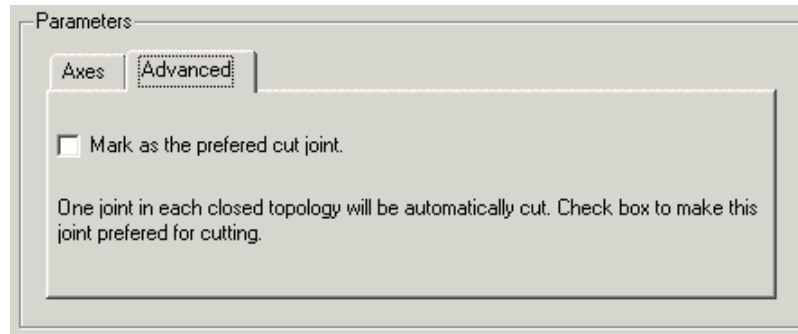 Parameters
Axes
Advanced
Mark as the prefered cut joint.
One joint in each closed topology will be automatically cut. Check box to make this
joint prefered for cutting.